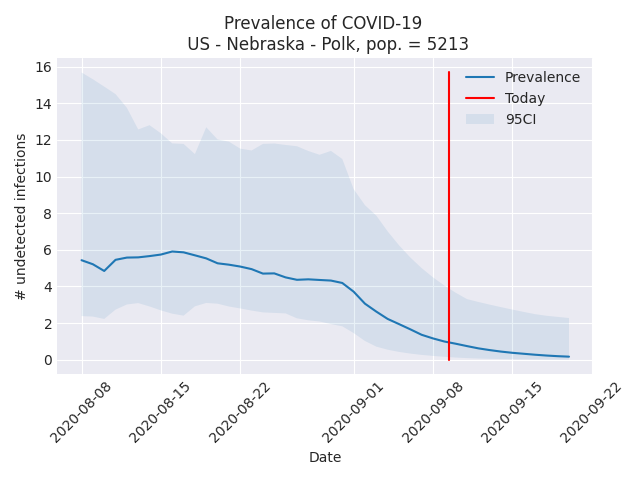 Prevalence of COVID-19
US - Nebraska - Polk, pop. = 5213
Prevalence
Today
95CI
# undetected infections
16
14
12
10
8
6
4
2
0
2020-08-08
2020-08-15
2020-08-22
2020-09-01
2020-09-08
2020-09-15
2020-09-22
Date